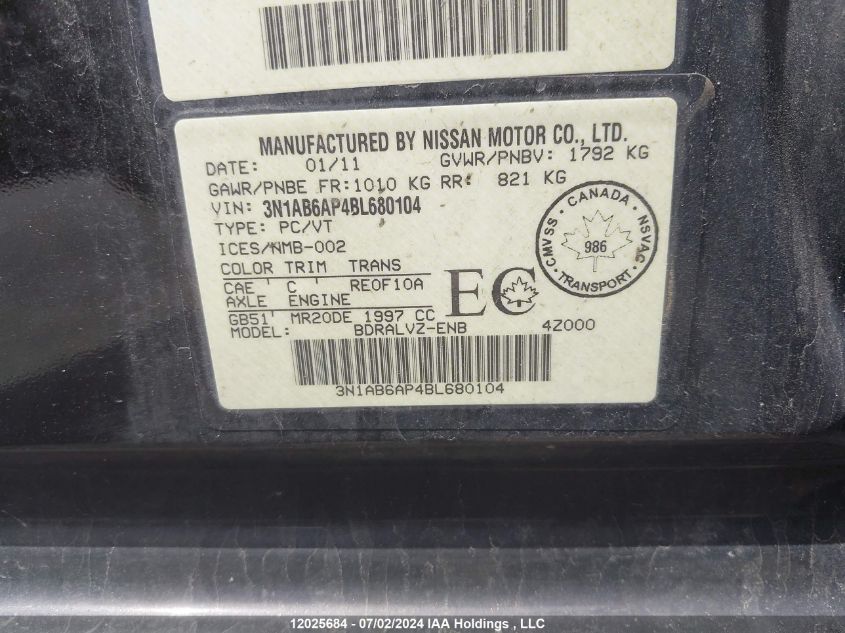 MANUFACTURED BY NISSAN MOTOR CO., LTD.
DATE: 01/11 GVWR/PNBV: 1792 KG
GAWR/PNBE FR:1010 KG RR: 821 KG
VIN: 3N1AB6AP4BL680104
TYPE: PC/VT
ICES/NMB-002
COLOR TRIM TRANS
CAE C RE0F10A
AXLE ENGINE
GB51 MR20DE 1997 CC
MODEL: BDRALVZ-ENB 4Z000
EC
CANADA
CMVSS 986 NSVAC
TRANSPORT
3N1AB6AP4BL680104
12025684 - 07/02/2024 IAA Holdings , LLC